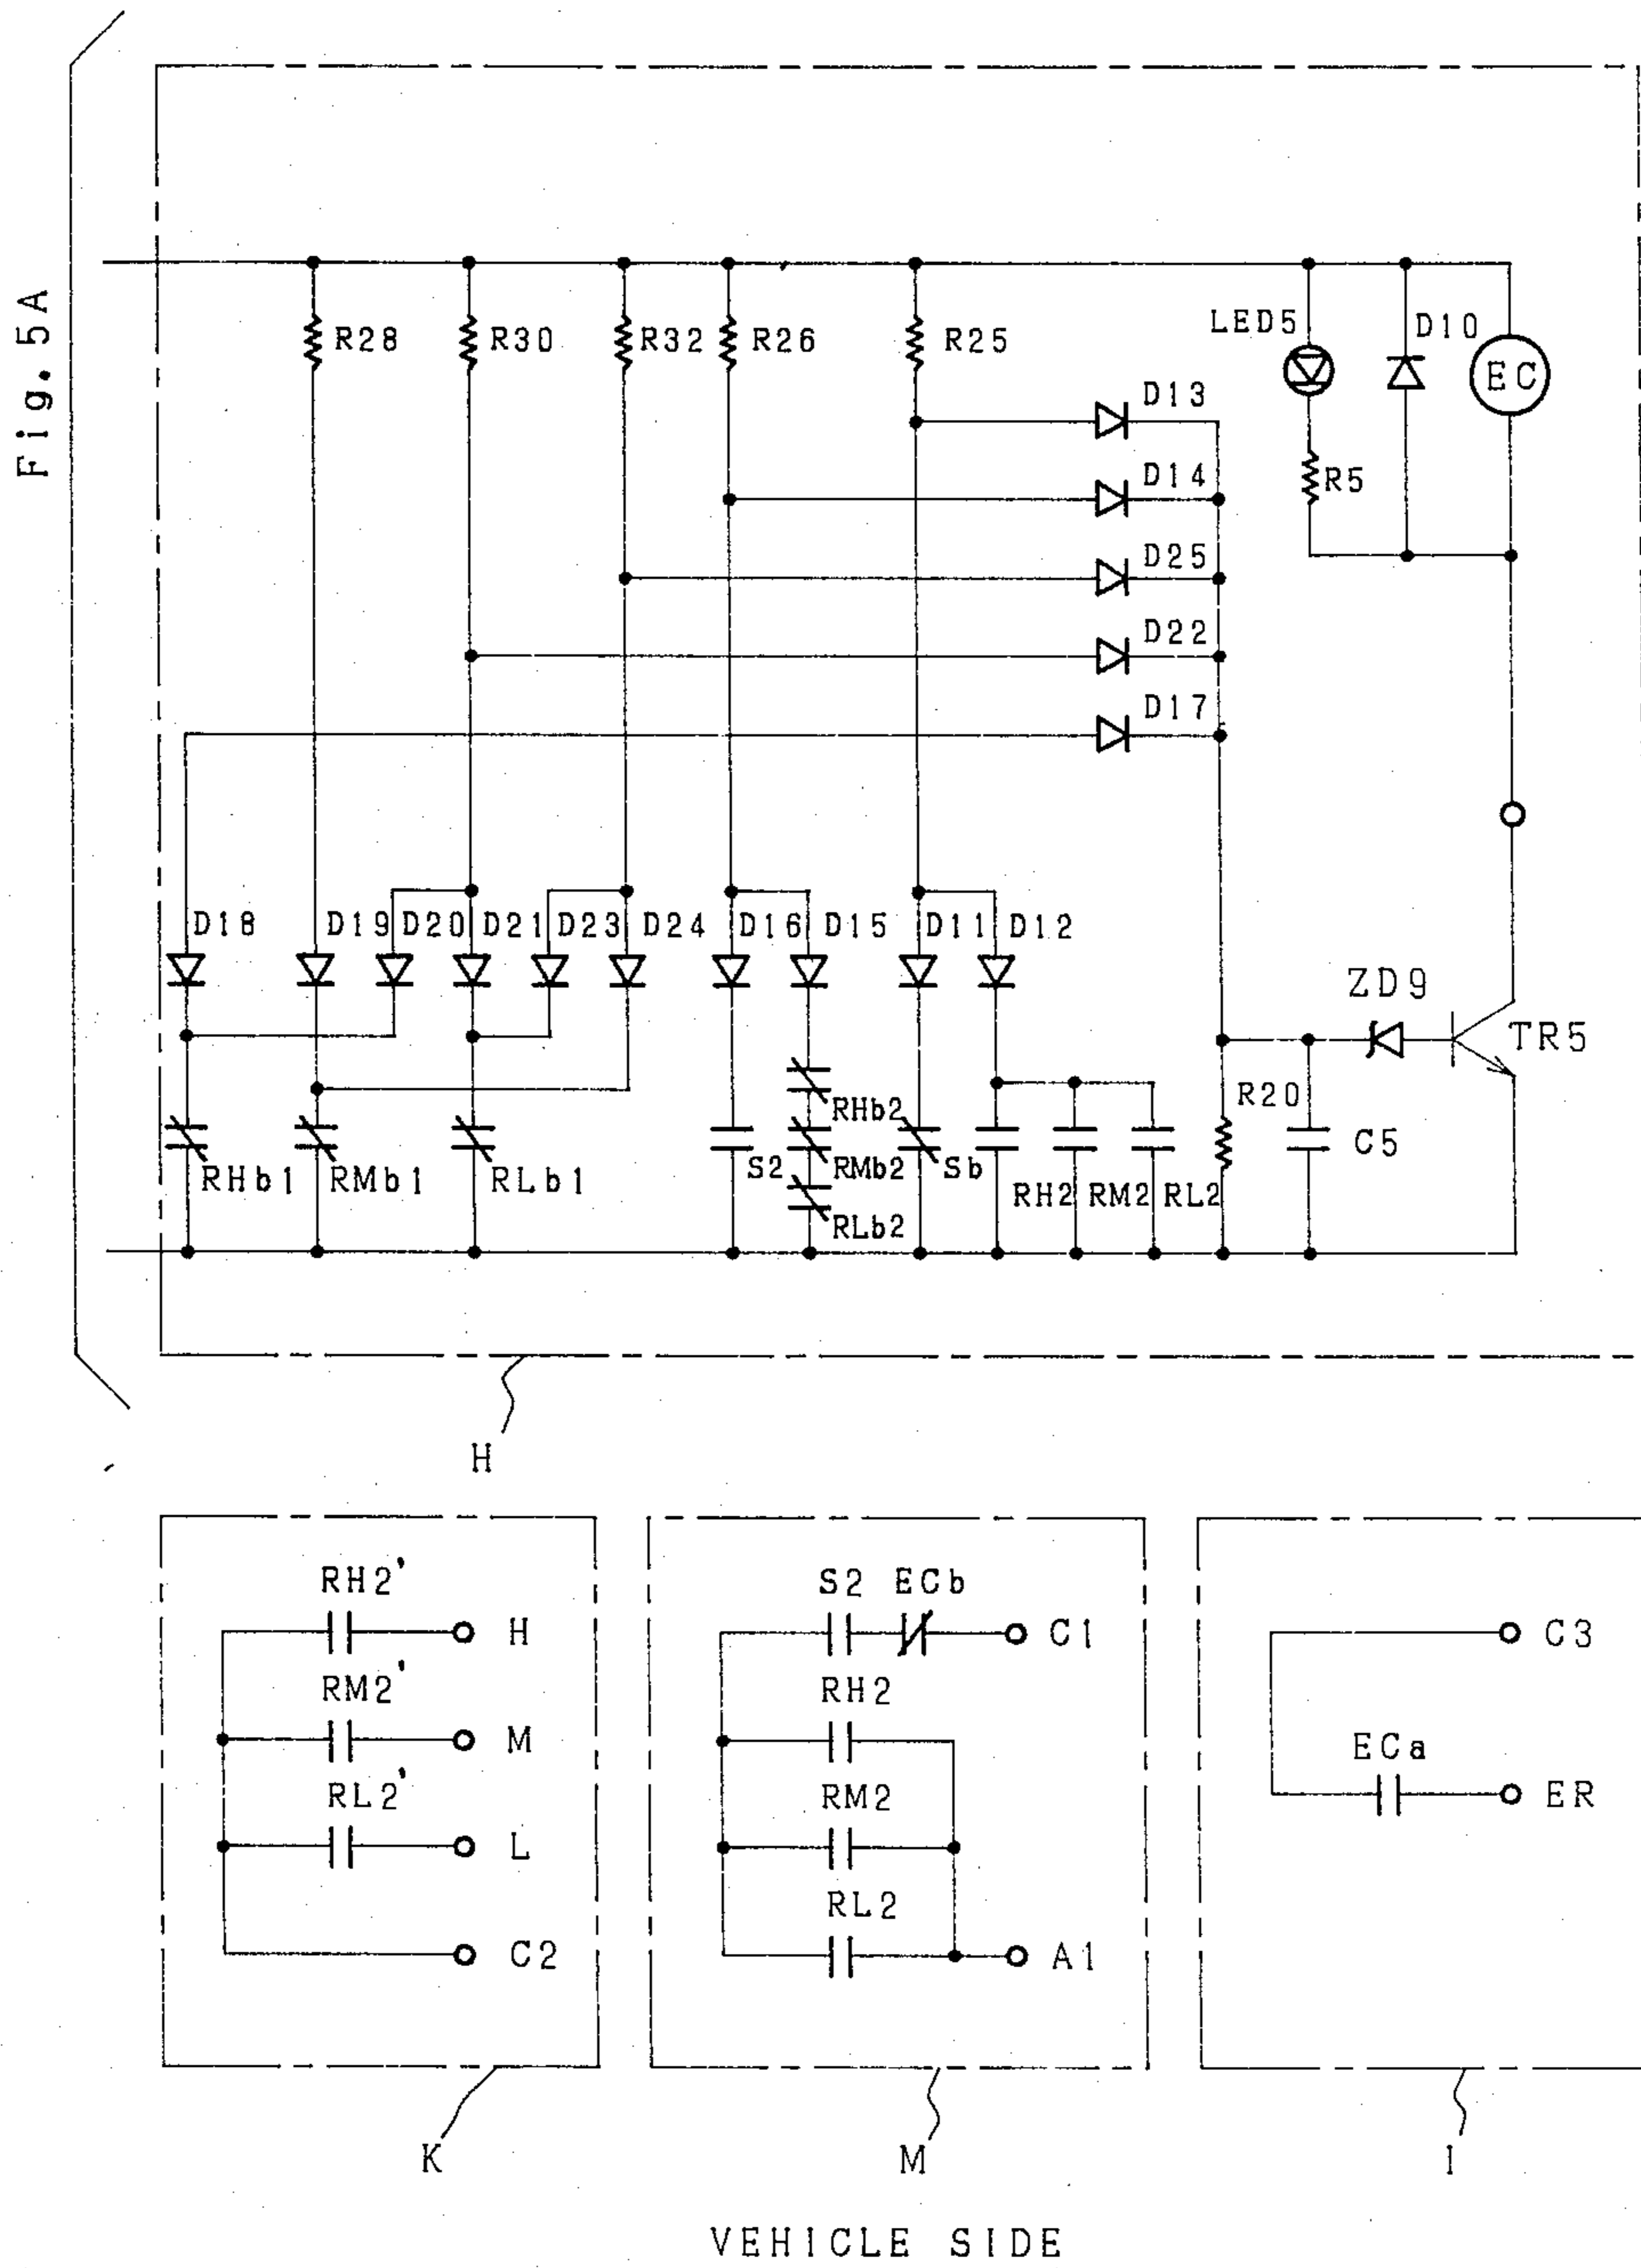 Fig. 5A
R28
R30
R32
R26
R25
LED5
D10
EC
D13
R5
D14
D25
D22
D17
D18
D19
D20
D21
D23
D24
D16
D15
D11
D12
ZD9
TR5
RHb1
RMb1
RLb1
S2
RHb2
RMb2
RLb2
Sb
RH2
RM2
RL2
R20
C5
H
RH2'
H
RM2'
M
RL2'
L
C2
K
S2
ECb
C1
RH2
RM2
RL2
A1
M
C3
ECa
ER
I
VEHICLE SIDE